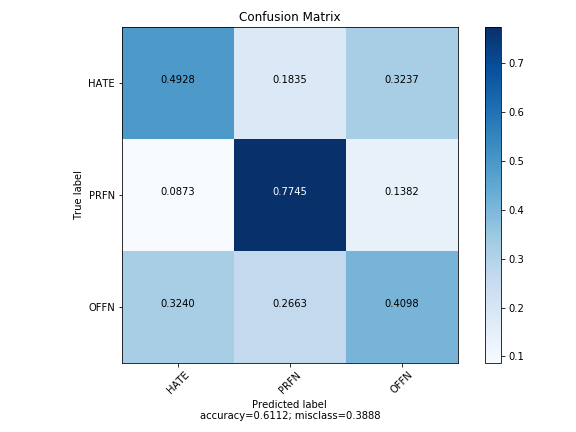 Confusion Matrix
HATE 0.4928 0.1835 0.3237
PRFN 0.0873 0.7745 0.1382
OFFN 0.3240 0.2663 0.4098
True label
HATE PRFN OFFN
Predicted label
accuracy=0.6112; misclass=0.3888
0.7
0.6
0.5
0.4
0.3
0.2
0.1